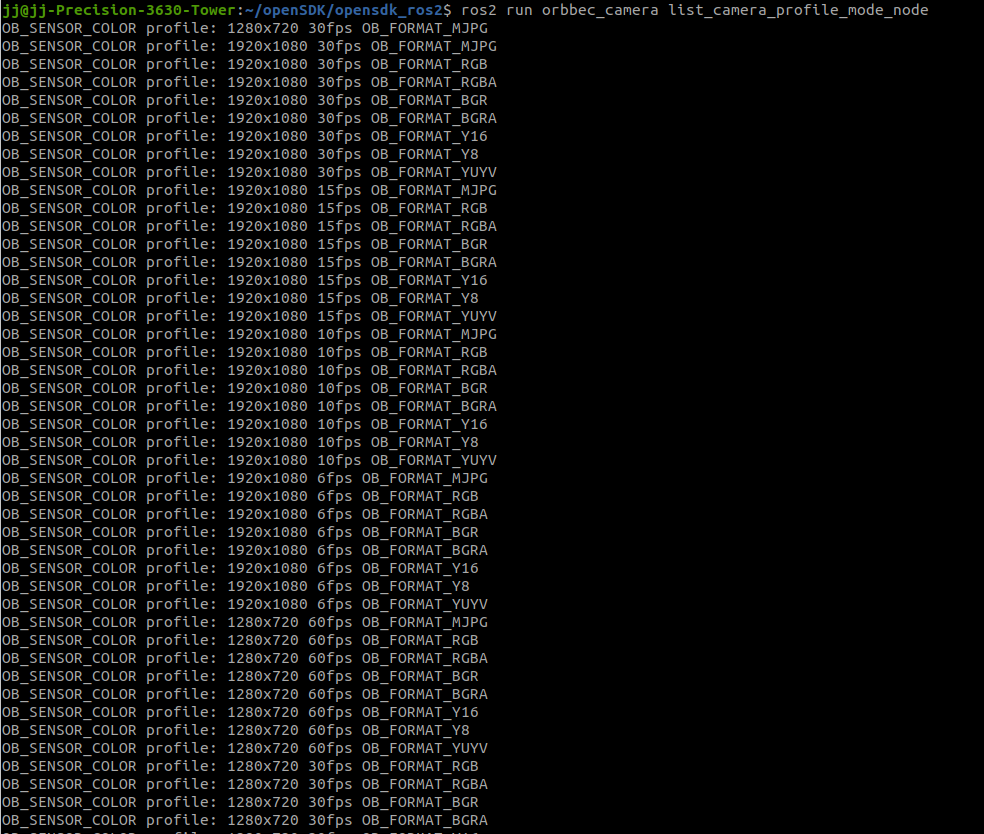 jj@jj-Precision-3630-Tower:~/openSDK/opensdk_ros2$ ros2 run orbbec_camera list_camera_profile_mode_node
OB_SENSOR_COLOR profile: 1280x720 30fps OB_FORMAT_MJPG
OB_SENSOR_COLOR profile: 1920x1080 30fps OB_FORMAT_MJPG
OB_SENSOR_COLOR profile: 1920x1080 30fps OB_FORMAT_RGB
OB_SENSOR_COLOR profile: 1920x1080 30fps OB_FORMAT_RGBA
OB_SENSOR_COLOR profile: 1920x1080 30fps OB_FORMAT_BGR
OB_SENSOR_COLOR profile: 1920x1080 30fps OB_FORMAT_BGRA
OB_SENSOR_COLOR profile: 1920x1080 30fps OB_FORMAT_Y16
OB_SENSOR_COLOR profile: 1920x1080 30fps OB_FORMAT_Y8
OB_SENSOR_COLOR profile: 1920x1080 30fps OB_FORMAT_YUYV
OB_SENSOR_COLOR profile: 1920x1080 15fps OB_FORMAT_MJPG
OB_SENSOR_COLOR profile: 1920x1080 15fps OB_FORMAT_RGB
OB_SENSOR_COLOR profile: 1920x1080 15fps OB_FORMAT_RGBA
OB_SENSOR_COLOR profile: 1920x1080 15fps OB_FORMAT_BGR
OB_SENSOR_COLOR profile: 1920x1080 15fps OB_FORMAT_BGRA
OB_SENSOR_COLOR profile: 1920x1080 15fps OB_FORMAT_Y16
OB_SENSOR_COLOR profile: 1920x1080 15fps OB_FORMAT_Y8
OB_SENSOR_COLOR profile: 1920x1080 15fps OB_FORMAT_YUYV
OB_SENSOR_COLOR profile: 1920x1080 10fps OB_FORMAT_MJPG
OB_SENSOR_COLOR profile: 1920x1080 10fps OB_FORMAT_RGB
OB_SENSOR_COLOR profile: 1920x1080 10fps OB_FORMAT_RGBA
OB_SENSOR_COLOR profile: 1920x1080 10fps OB_FORMAT_BGR
OB_SENSOR_COLOR profile: 1920x1080 10fps OB_FORMAT_BGRA
OB_SENSOR_COLOR profile: 1920x1080 10fps OB_FORMAT_Y16
OB_SENSOR_COLOR profile: 1920x1080 10fps OB_FORMAT_Y8
OB_SENSOR_COLOR profile: 1920x1080 10fps OB_FORMAT_YUYV
OB_SENSOR_COLOR profile: 1920x1080 6fps OB_FORMAT_MJPG
OB_SENSOR_COLOR profile: 1920x1080 6fps OB_FORMAT_RGB
OB_SENSOR_COLOR profile: 1920x1080 6fps OB_FORMAT_RGBA
OB_SENSOR_COLOR profile: 1920x1080 6fps OB_FORMAT_BGR
OB_SENSOR_COLOR profile: 1920x1080 6fps OB_FORMAT_BGRA
OB_SENSOR_COLOR profile: 1920x1080 6fps OB_FORMAT_Y16
OB_SENSOR_COLOR profile: 1920x1080 6fps OB_FORMAT_Y8
OB_SENSOR_COLOR profile: 1920x1080 6fps OB_FORMAT_YUYV
OB_SENSOR_COLOR profile: 1280x720 60fps OB_FORMAT_MJPG
OB_SENSOR_COLOR profile: 1280x720 60fps OB_FORMAT_RGB
OB_SENSOR_COLOR profile: 1280x720 60fps OB_FORMAT_RGBA
OB_SENSOR_COLOR profile: 1280x720 60fps OB_FORMAT_BGR
OB_SENSOR_COLOR profile: 1280x720 60fps OB_FORMAT_BGRA
OB_SENSOR_COLOR profile: 1280x720 60fps OB_FORMAT_Y16
OB_SENSOR_COLOR profile: 1280x720 60fps OB_FORMAT_Y8
OB_SENSOR_COLOR profile: 1280x720 60fps OB_FORMAT_YUYV
OB_SENSOR_COLOR profile: 1280x720 30fps OB_FORMAT_RGB
OB_SENSOR_COLOR profile: 1280x720 30fps OB_FORMAT_RGBA
OB_SENSOR_COLOR profile: 1280x720 30fps OB_FORMAT_BGR
OB_SENSOR_COLOR profile: 1280x720 30fps OB_FORMAT_BGRA